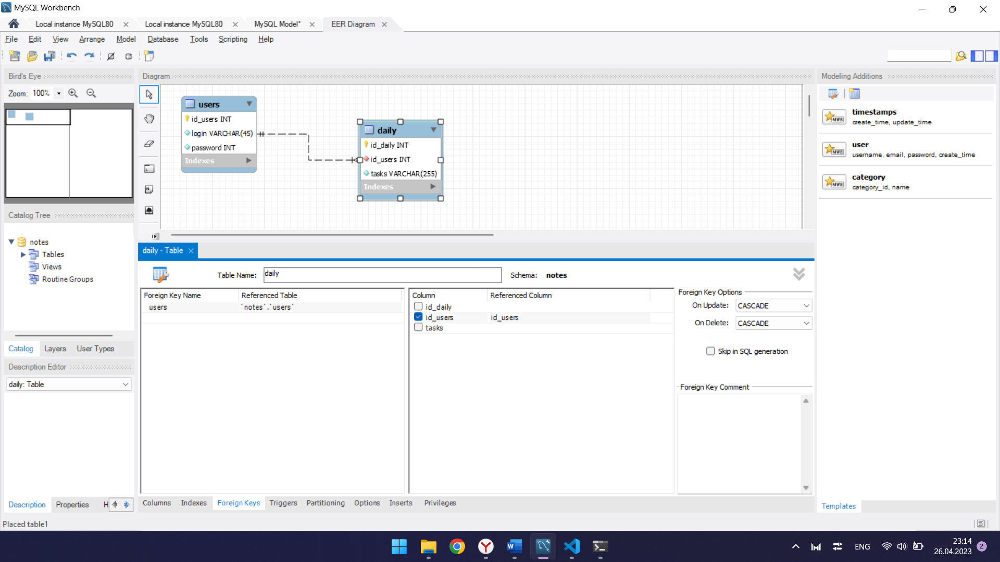 MySQL Workbench
Local instance MySQL80
Local instance MySQL80
MySQL Model*
EER Diagram
File Edit View Arrange Model Database Tools Scripting Help
Bird's Eye
Zoom: 100%
Diagram
users
id_users INT
login VARCHAR(45)
password INT
Indexes
daily
id_daily INT
id_users INT
tasks VARCHAR(255)
Indexes
Modeling Additions
MWB
timestamps
create_time, update_time
MWB
user
username, email, password, create_time
MWB
category
category_id, name
Catalog Tree
notes
Tables
Views
Routine Groups
Catalog Layers User Types
Description Editor
daily: Table
Description Properties H
daily - Table
Table Name: daily
Schema: notes
Foreign Key Name Referenced Table
users `notes`.`users`
Column Referenced Column
id_daily
id_users id_users
tasks
Foreign Key Options
On Update: CASCADE
On Delete: CASCADE
Skip in SQL generation
Foreign Key Comment
Columns Indexes Foreign Keys Triggers Partitioning Options Inserts Privileges
Templates
Placed table1
ENG
23:14
26.04.2023
2